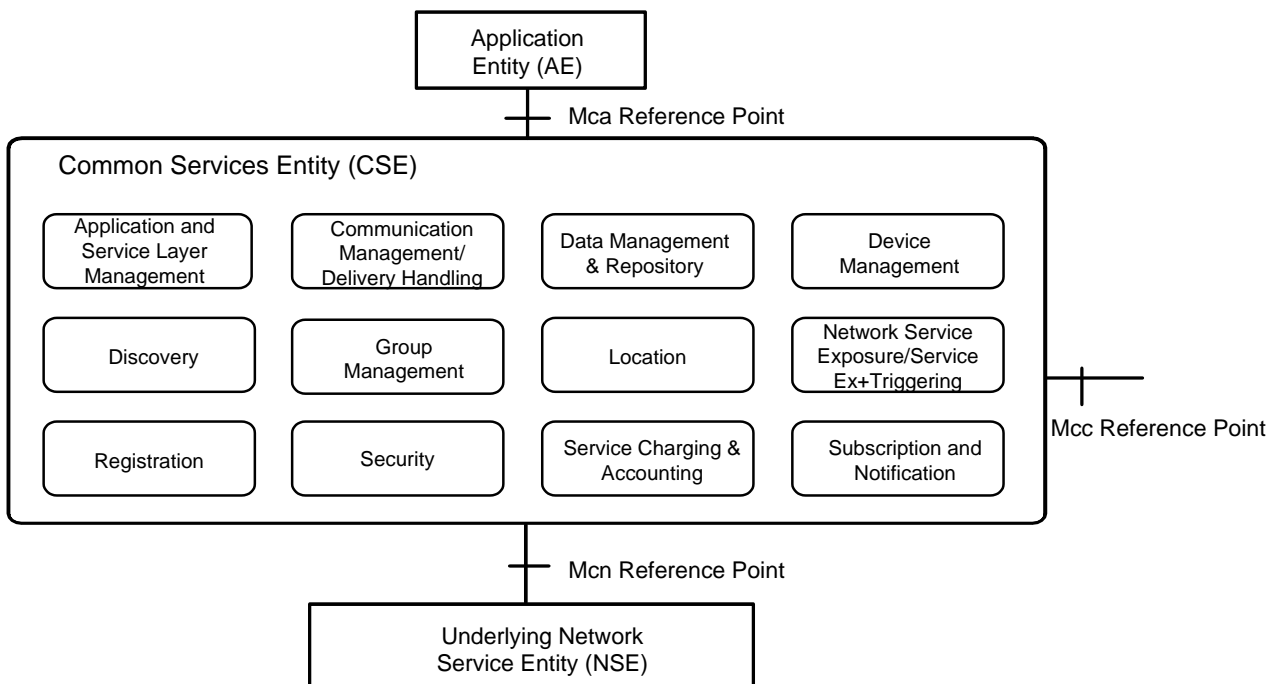 Application
Entity (AE)
Mca Reference Point
Common Services Entity (CSE)
Application and
Service Layer
Management
Communication
Management/
Delivery Handling
Data Management
& Repository
Device
Management
Discovery
Group
Management
Location
Network Service
Exposure/Service
Ex+Triggering
Mcc Reference Point
Registration
Security
Service Charging &
Accounting
Subscription and
Notification
Mcn Reference Point
Underlying Network
Service Entity (NSE)